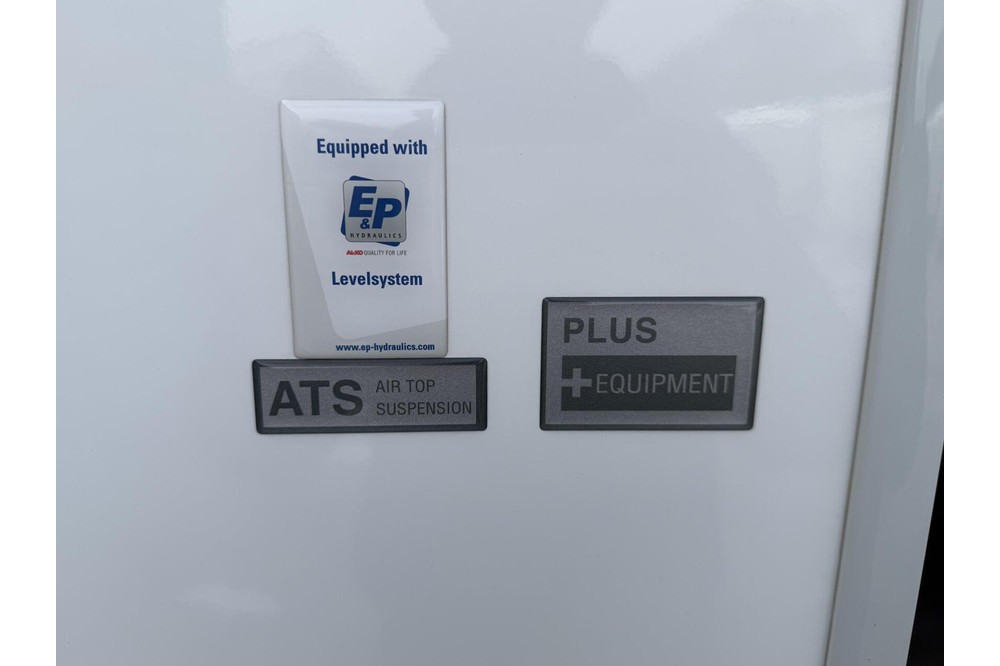 Equipped with
E&P
HYDRAULICS
AL-KO QUALITY FOR LIFE
Levelsystem
www.ep-hydraulics.com
ATS AIR TOP
SUSPENSION
PLUS
+EQUIPMENT